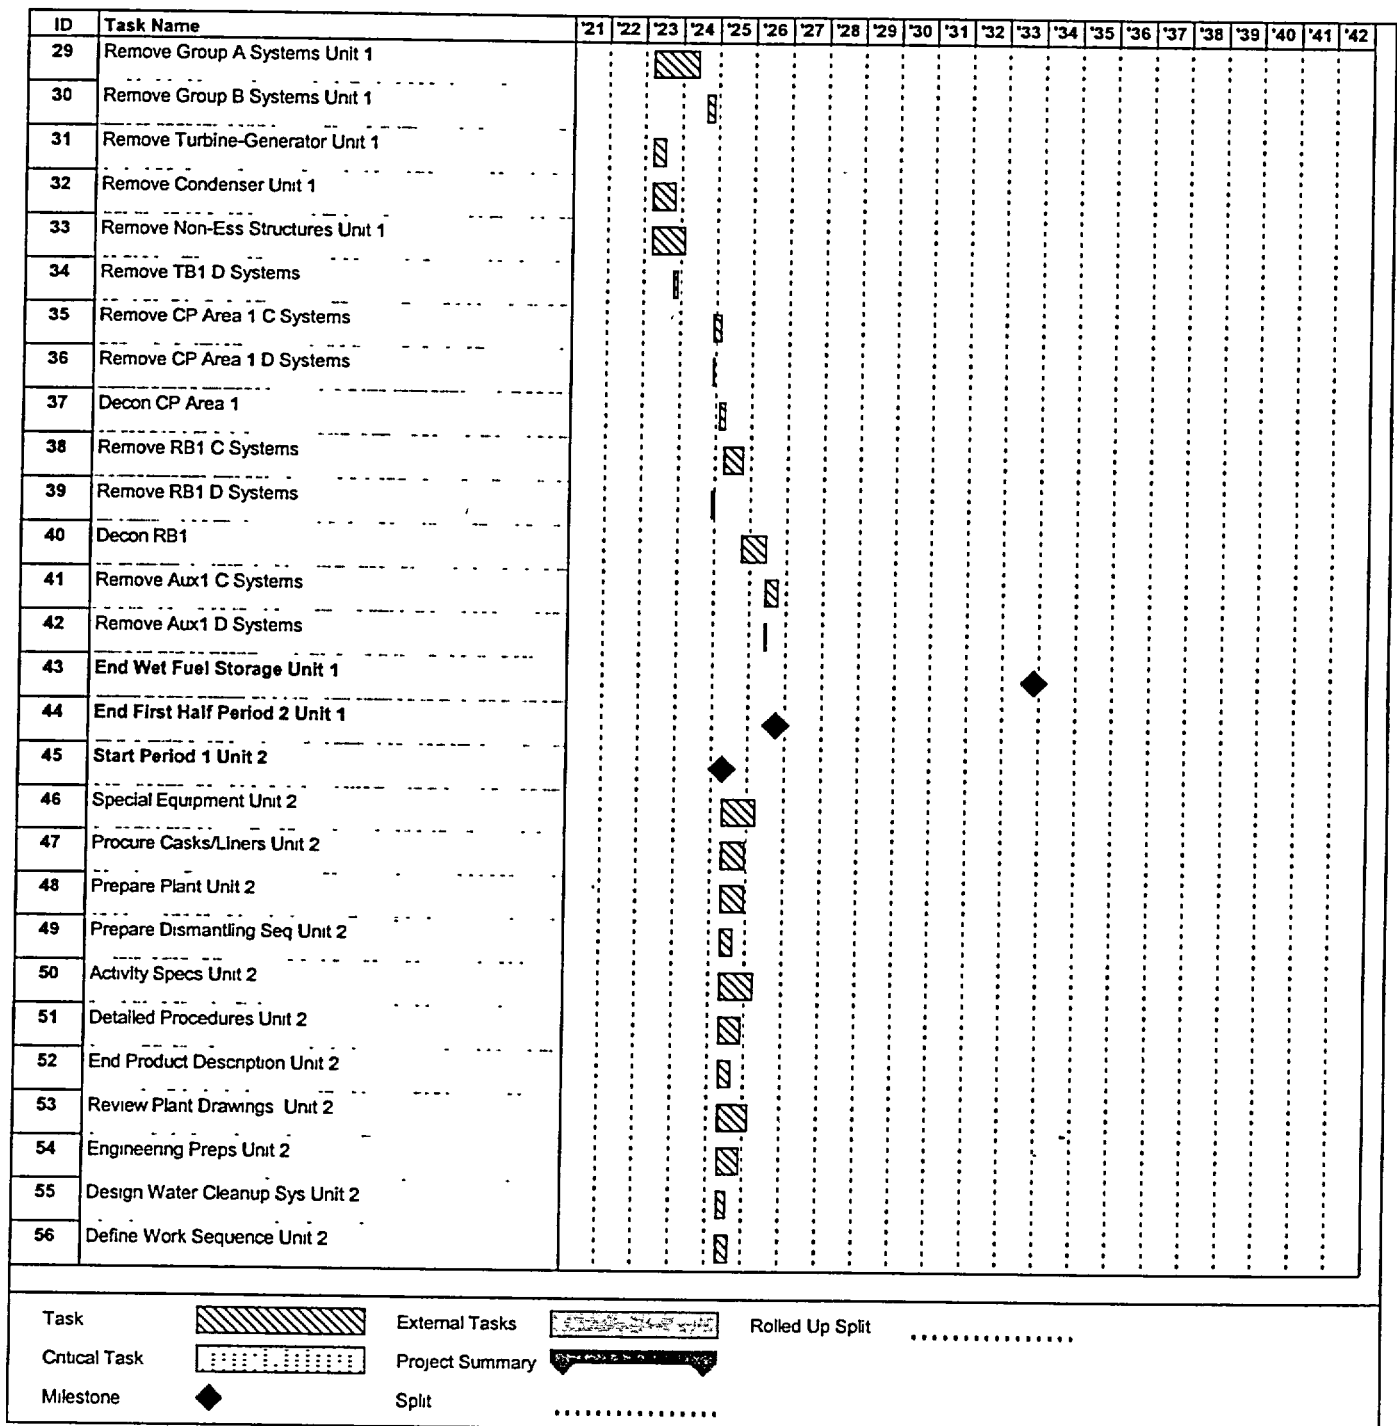 ID Task Name '21 '22 '23 '24 '25 '26 '27 '28 '29 '30 '31 '32 '33 '34 '35 '36 '37 '38 '39 '40 '41 '42
29 Remove Group A Systems Unit 1
30 Remove Group B Systems Unit 1
31 Remove Turbine-Generator Unit 1
32 Remove Condenser Unit 1
33 Remove Non-Ess Structures Unit 1
34 Remove TB1 D Systems
35 Remove CP Area 1 C Systems
36 Remove CP Area 1 D Systems
37 Decon CP Area 1
38 Remove RB1 C Systems
39 Remove RB1 D Systems
40 Decon RB1
41 Remove Aux1 C Systems
42 Remove Aux1 D Systems
43 End Wet Fuel Storage Unit 1
44 End First Half Period 2 Unit 1
45 Start Period 1 Unit 2
46 Special Equipment Unit 2
47 Procure Casks/Liners Unit 2
48 Prepare Plant Unit 2
49 Prepare Dismantling Seq Unit 2
50 Activity Specs Unit 2
51 Detailed Procedures Unit 2
52 End Product Description Unit 2
53 Review Plant Drawings Unit 2
54 Engineering Preps Unit 2
55 Design Water Cleanup Sys Unit 2
56 Define Work Sequence Unit 2
Task External Tasks Rolled Up Split
Critical Task Project Summary
Milestone Split